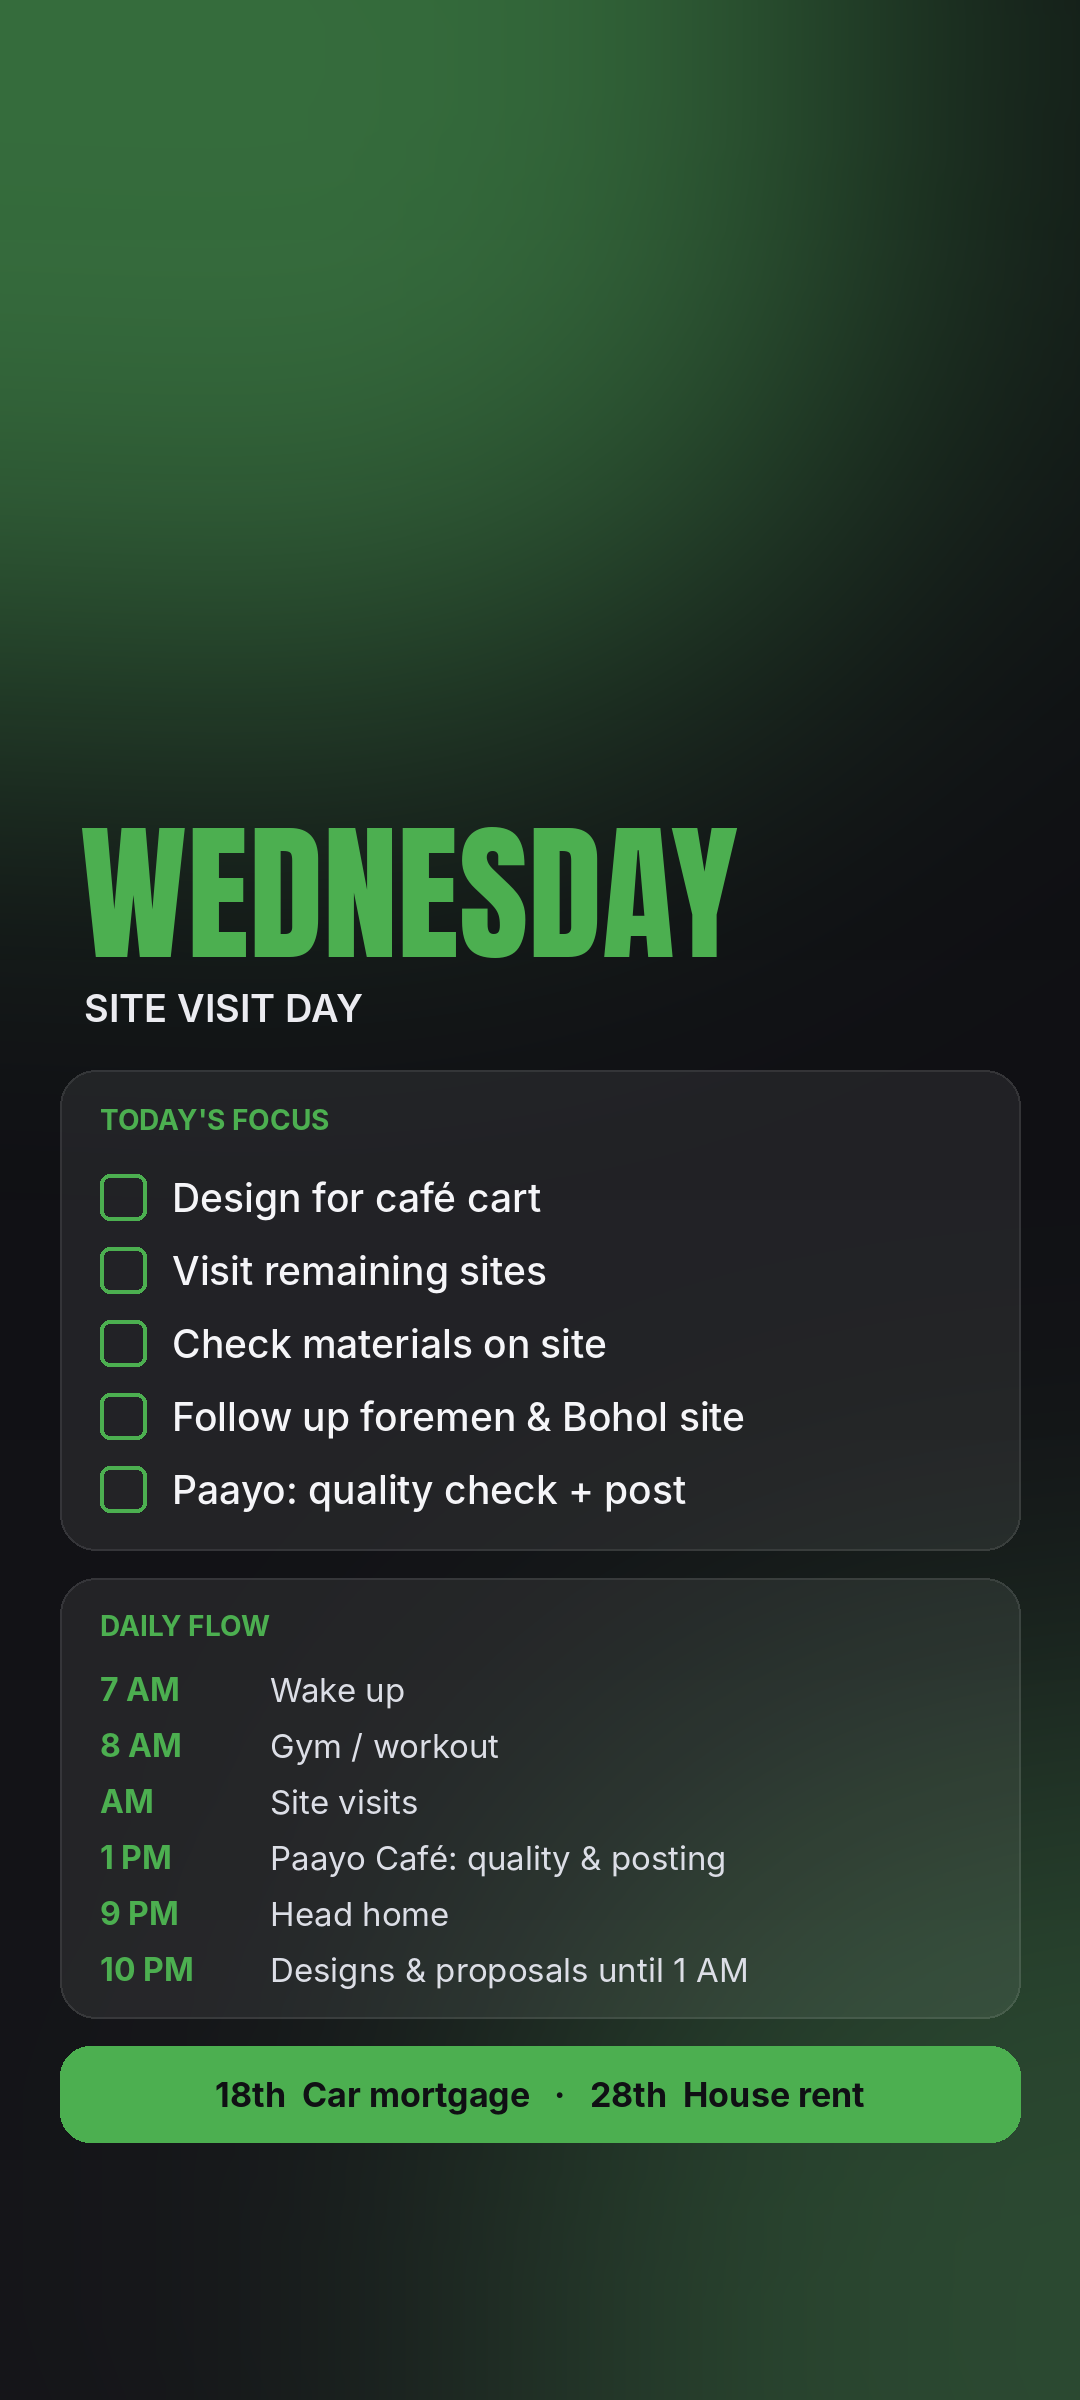 WEDNESDAY
SITE VISIT DAY
TODAY'S FOCUS
Design for café cart
Visit remaining sites
Check materials on site
Follow up foremen & Bohol site
Paayo: quality check + post
DAILY FLOW
7 AM Wake up
8 AM Gym / workout
AM Site visits
1 PM Paayo Café: quality & posting
9 PM Head home
10 PM Designs & proposals until 1 AM
18th Car mortgage · 28th House rent